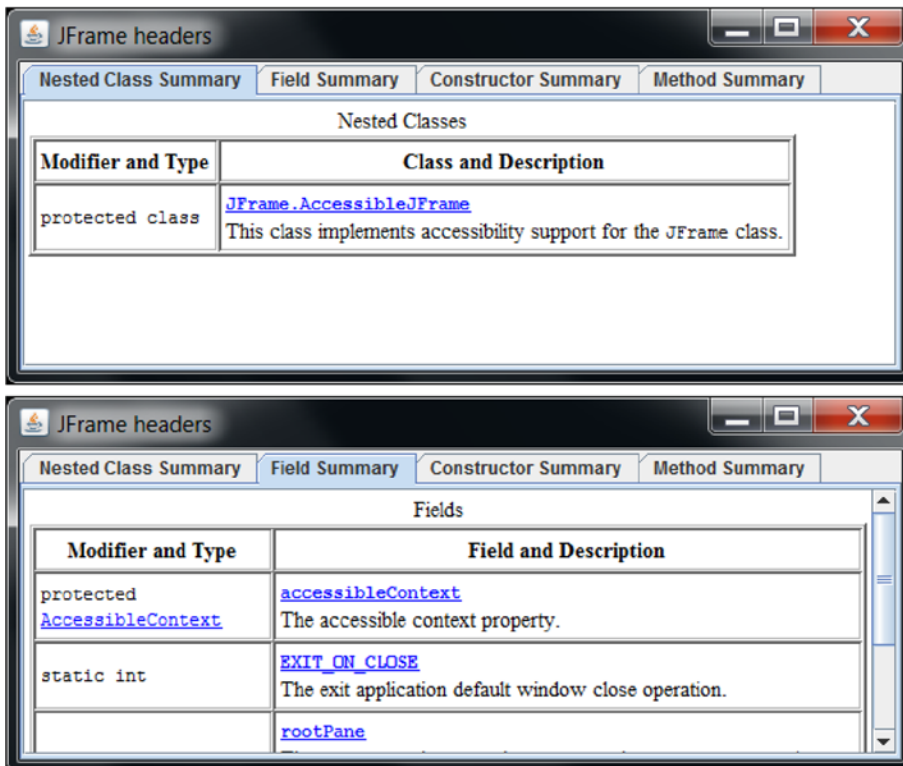 JFrame headers
Nested Class Summary Field Summary Constructor Summary Method Summary
Nested Classes
Modifier and Type Class and Description
protected class JFrame.AccessibleJFrame
This class implements accessibility support for the JFrame class.
JFrame headers
Nested Class Summary Field Summary Constructor Summary Method Summary
Fields
Modifier and Type Field and Description
protected accessibleContext
AccessibleContext The accessible context property.
static int EXIT_ON_CLOSE
The exit application default window close operation.
rootPane